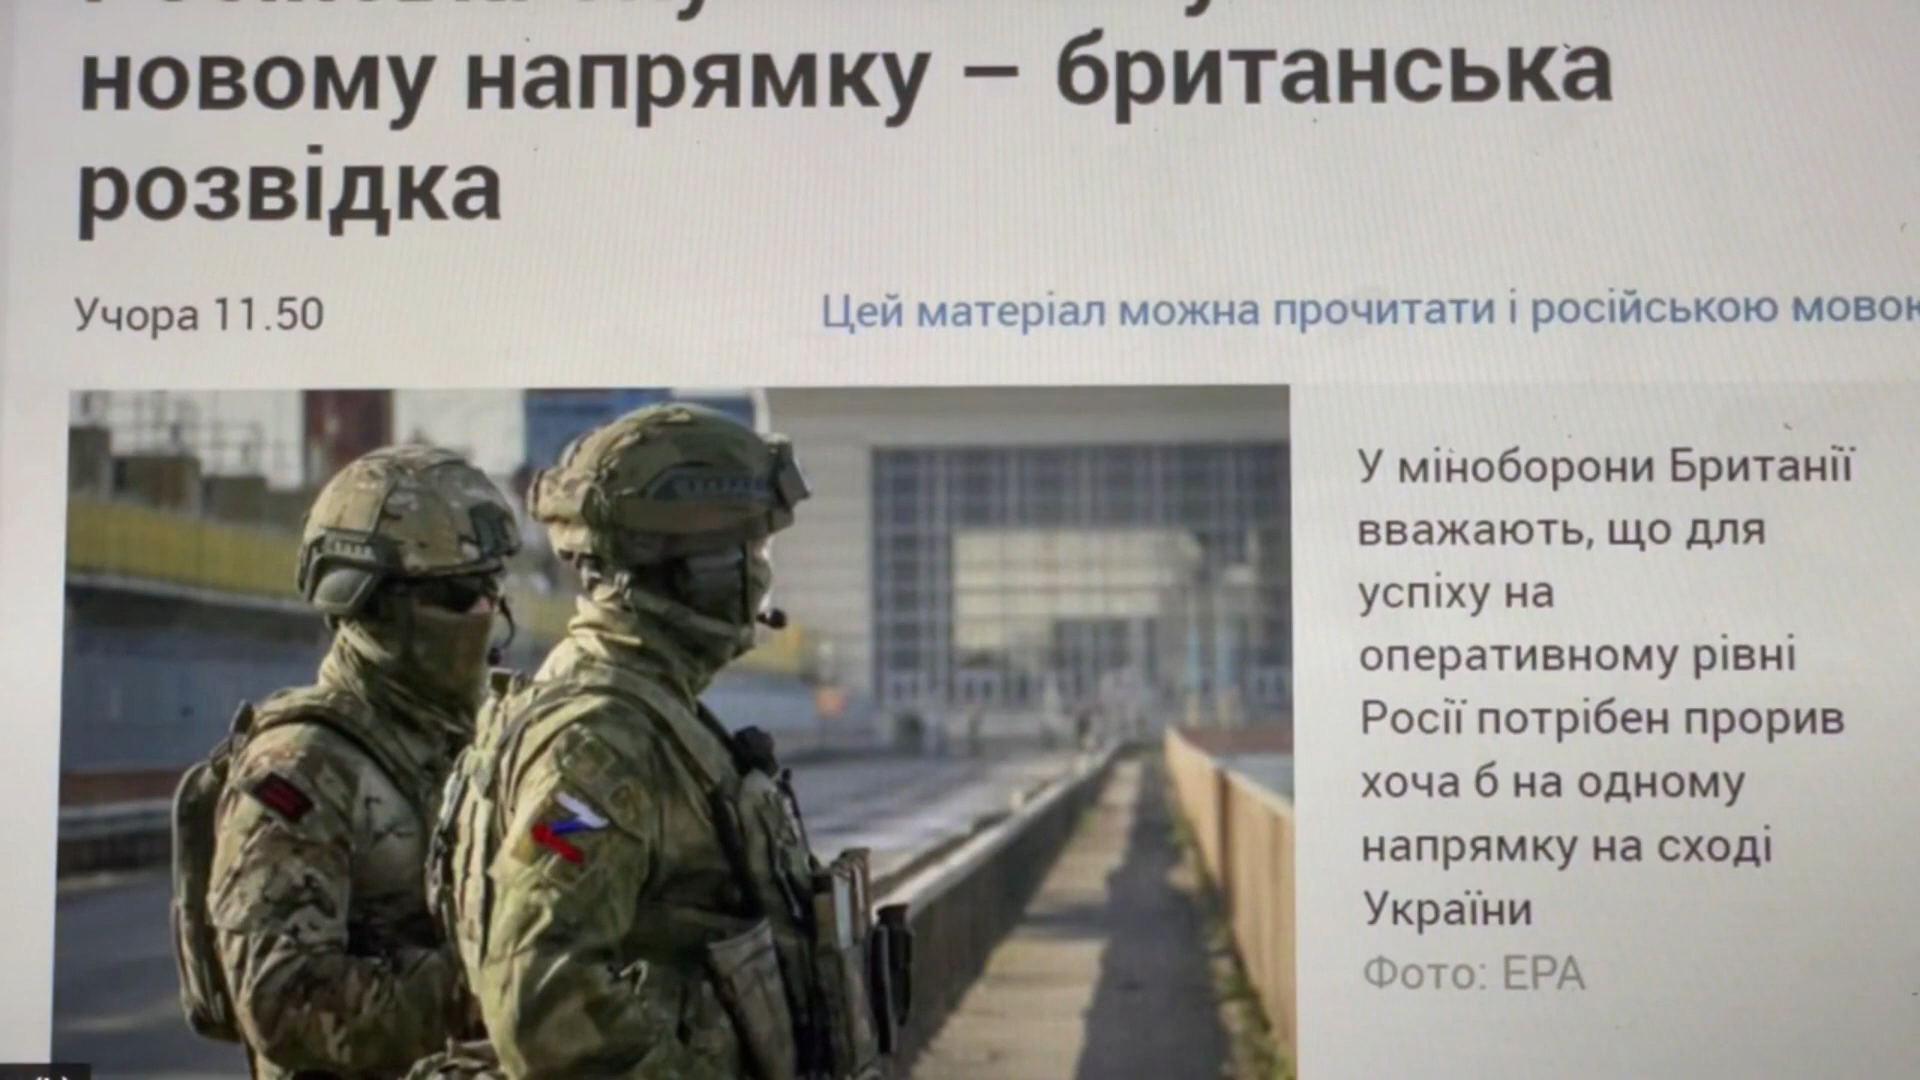 новому напрямку – британська
розвідка
Учора 11.50
Цей матеріал можна прочитати і російською
У міноборони Британії
вважають, що для
успіху на
оперативному рівні
Росії потрібен прорив
хоча б на одному
напрямку на сході
України
Фото: EPA